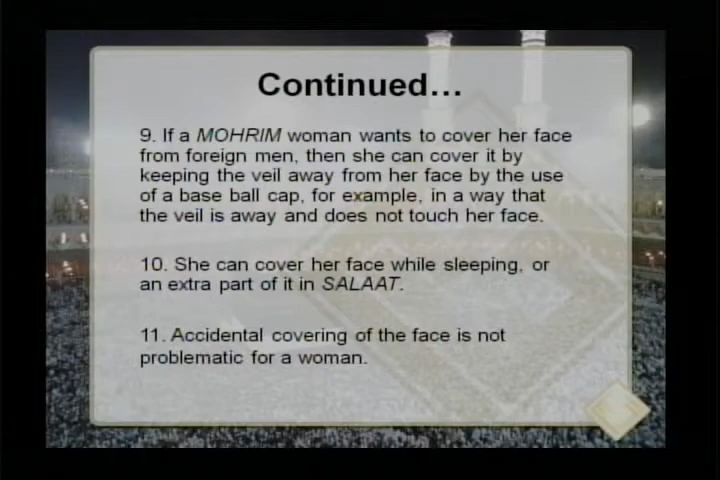 Continued…
9. If a MOHRIM woman wants to cover her face
from foreign men, then she can cover it by
keeping the veil away from her face by the use
of a base ball cap, for example, in a way that
the veil is away and does not touch her face.
10. She can cover her face while sleeping, or
an extra part of it in SALAAT.
11. Accidental covering of the face is not
problematic for a woman.